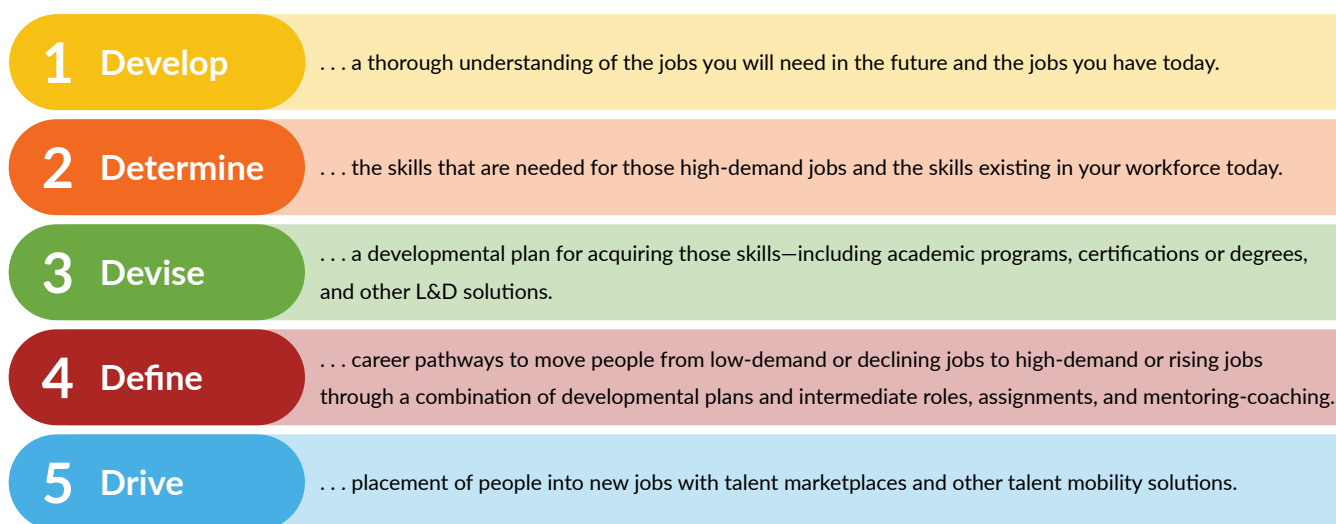 1 Develop ... a thorough understanding of the jobs you will need in the future and the jobs you have today.
2 Determine ... the skills that are needed for those high-demand jobs and the skills existing in your workforce today.
3 Devise ... a developmental plan for acquiring those skills—including academic programs, certifications or degrees,
and other L&D solutions.
4 Define ... career pathways to move people from low-demand or declining jobs to high-demand or rising jobs
through a combination of developmental plans and intermediate roles, assignments, and mentoring-coaching.
5 Drive ... placement of people into new jobs with talent marketplaces and other talent mobility solutions.